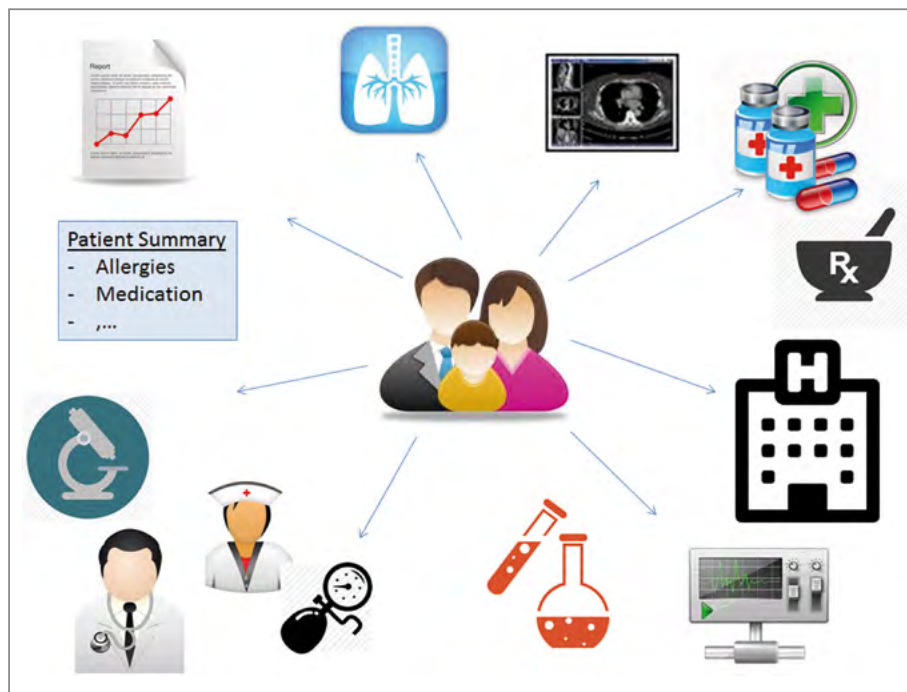 Report
Patient Summary
- Allergies
- Medication
- ,...
Rx
H